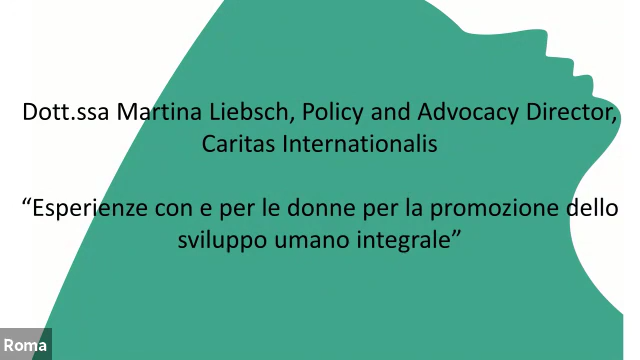 Dott.ssa Martina Liebsch, Policy and Advocacy Director,
Caritas Internationalis
“Esperienze con e per le donne per la promozione dello
sviluppo umano integrale”
Roma